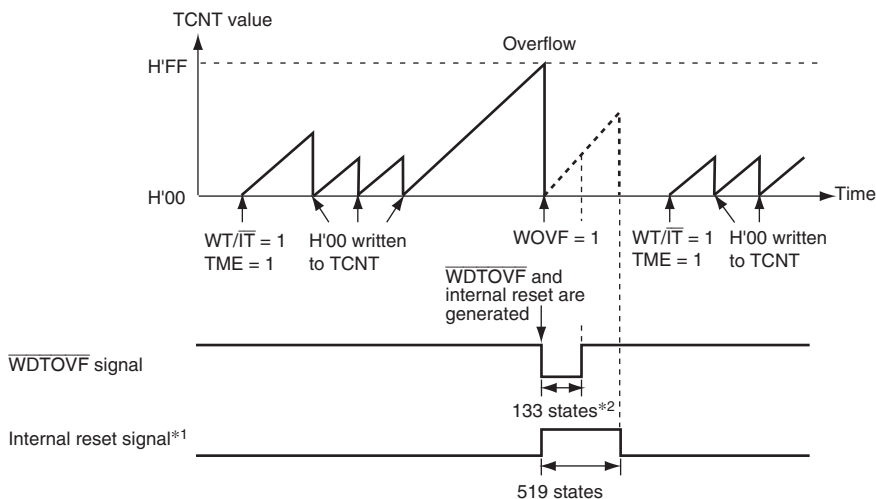 TCNT value
Overflow
H'FF
H'00
Time
WT/IT = 1
TME = 1
H'00 written
to TCNT
WOVF = 1
WT/IT = 1
TME = 1
H'00 written
to TCNT
WDTOVF and
internal reset are
generated
WDTOVF signal
133 states*2
Internal reset signal*1
519 states